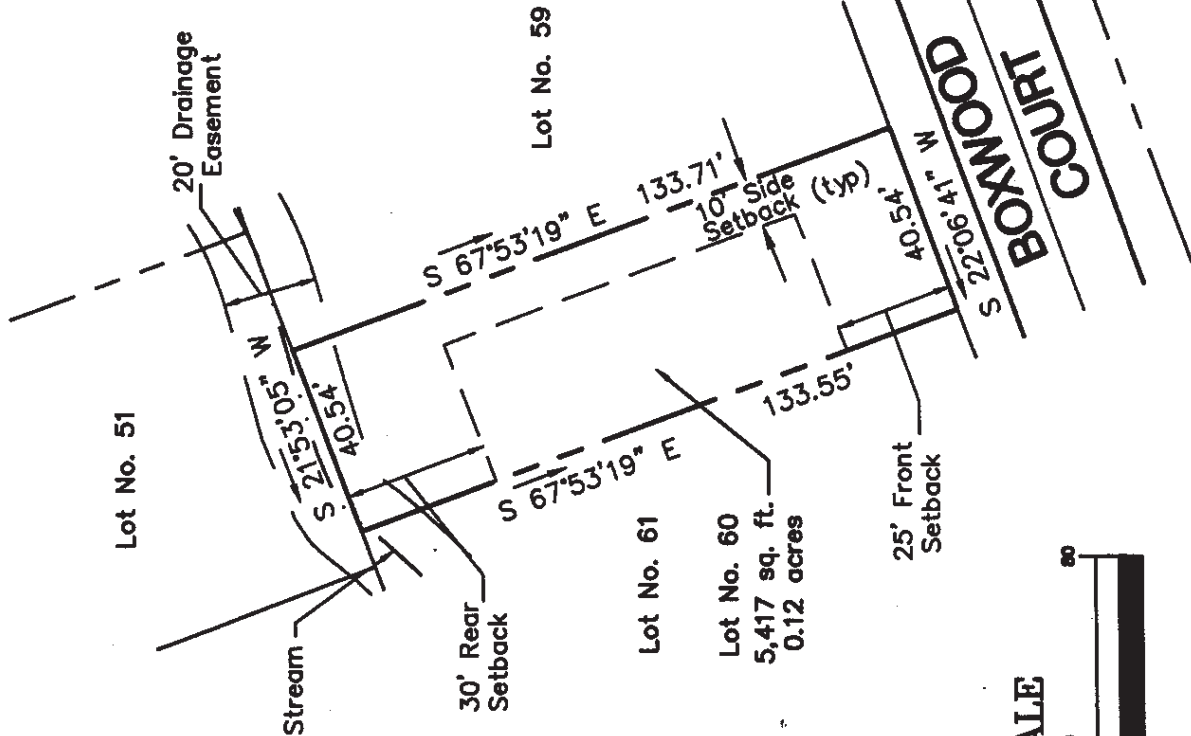 20' Drainage
Easement
Lot No. 59
Lot No. 51
S 21°53'05" W
40.54'
S 67°53'19" E
133.71'
10' Side
Setback (typ)
40.54'
S 22°06'41" W
BOXWOOD
COURT
Stream
30' Rear
Setback
S 67°53'19" E
133.55'
Lot No. 61
Lot No. 60
5,417 sq. ft.
0.12 acres
25' Front
Setback
80